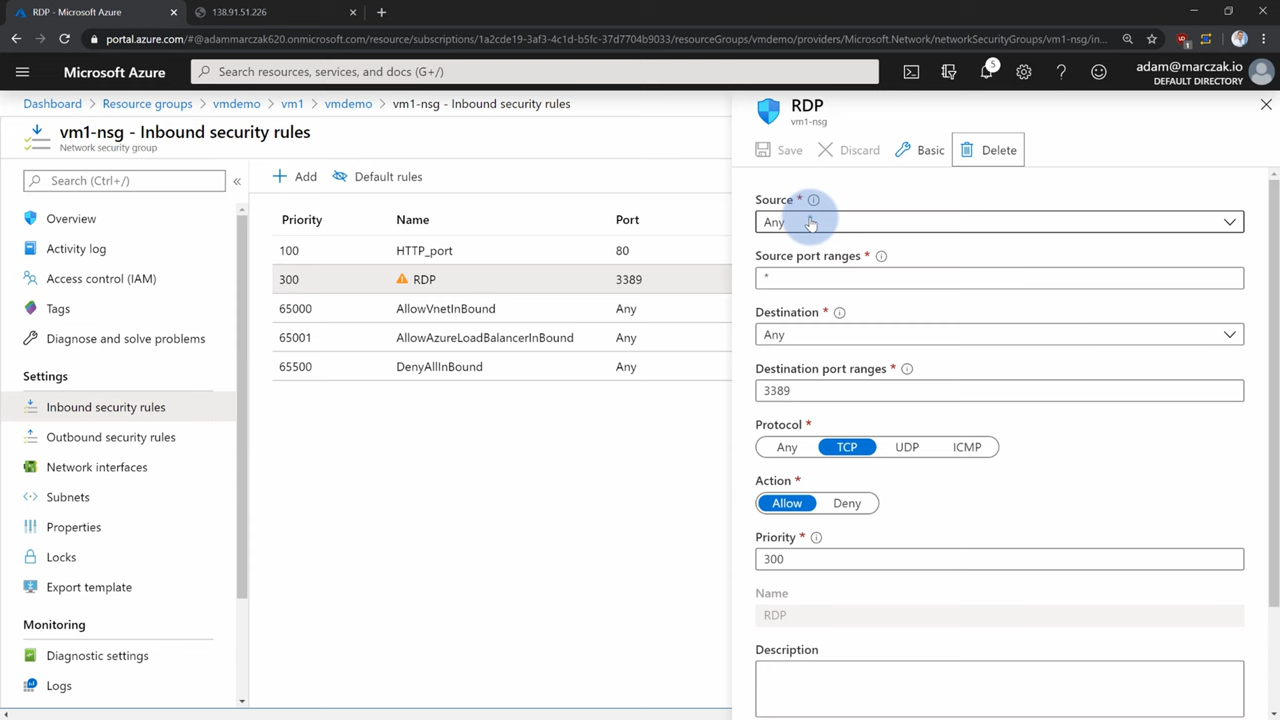 RDP - Microsoft Azure
138.91.51.226
portal.azure.com/#@adammarczak620.onmicrosoft.com/resource/subscriptions/1a2cde19-3af3-4c1d-b5fc-37d7704b9033/resourceGroups/vmdemo/providers/Microsoft.Network/networkSecurityGroups/vm1-nsg/in...
1
Microsoft Azure
Search resources, services, and docs (G+/)
5
adam@marczak.io
DEFAULT DIRECTORY
Dashboard > Resource groups > vmdemo > vm1 > vmdemo > vm1-nsg - Inbound security rules
vm1-nsg - Inbound security rules
Network security group
Search (Ctrl+/)
«
Overview
Activity log
Access control (IAM)
Tags
Diagnose and solve problems
Settings
Inbound security rules
Outbound security rules
Network interfaces
Subnets
Properties
Locks
Export template
Monitoring
Diagnostic settings
Logs
Add
Default rules
Priority Name Port
100 HTTP_port 80
300 RDP 3389
65000 AllowVnetInBound Any
65001 AllowAzureLoadBalancerInBound Any
65500 DenyAllInBound Any
RDP
vm1-nsg
Save
Discard
Basic
Delete
Source *
Any
Source port ranges *
*
Destination *
Any
Destination port ranges *
3389
Protocol *
Any TCP UDP ICMP
Action *
Allow Deny
Priority *
300
Name
RDP
Description